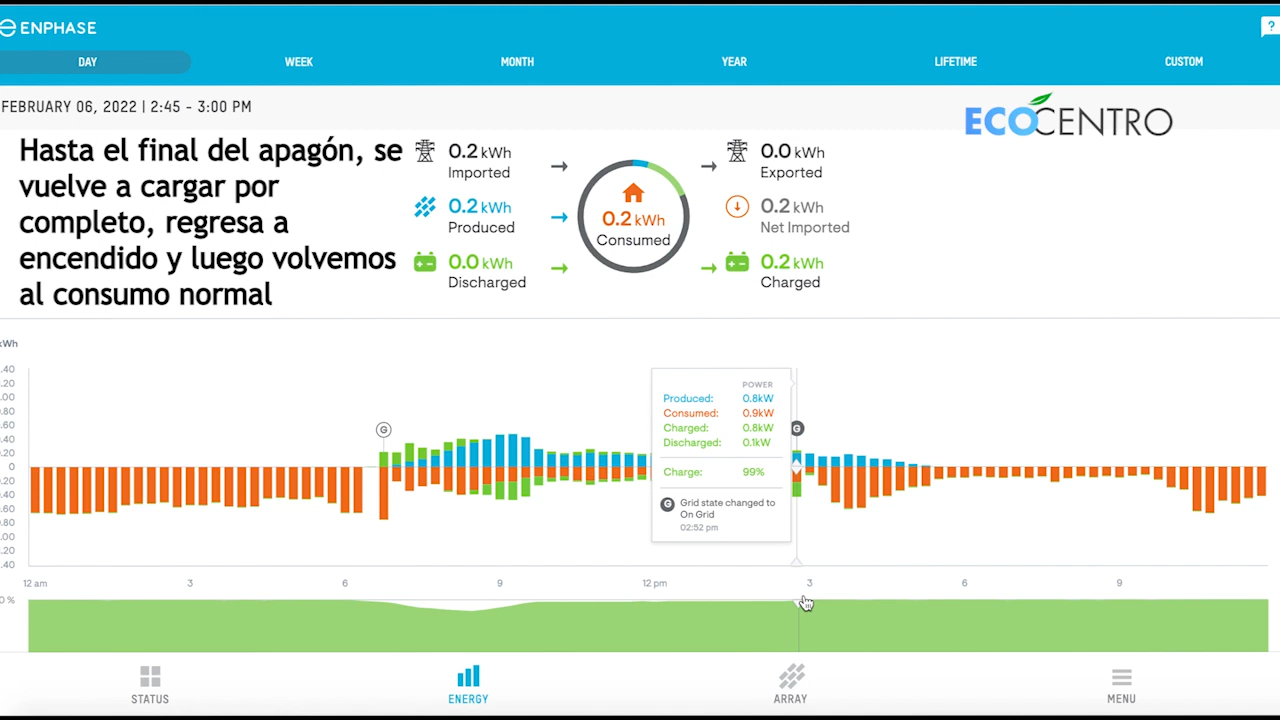 ENPHASE
?
DAY
WEEK
MONTH
YEAR
LIFETIME
CUSTOM
FEBRUARY 06, 2022 | 2:45 - 3:00 PM
ECOCENTRO
Hasta el final del apagón, se
vuelve a cargar por
completo, regresa a
encendido y luego volvemos
al consumo normal
0.2 kWh
Imported
0.2 kWh
Produced
0.0 kWh
Discharged
0.2 kWh
Consumed
0.0 kWh
Exported
0.2 kWh
Net Imported
0.2 kWh
Charged
kWh
.40
.20
.00
.80
.60
.40
.20
0
.20
.40
.60
.80
.00
.20
.40
G
G
POWER
Produced: 0.8kW
Consumed: 0.9kW
Charged: 0.8kW
Discharged: 0.1kW
Charge: 99%
G Grid state changed to
On Grid
02:52 pm
12 am
3
6
9
12 pm
3
6
9
0 %
STATUS
ENERGY
ARRAY
MENU